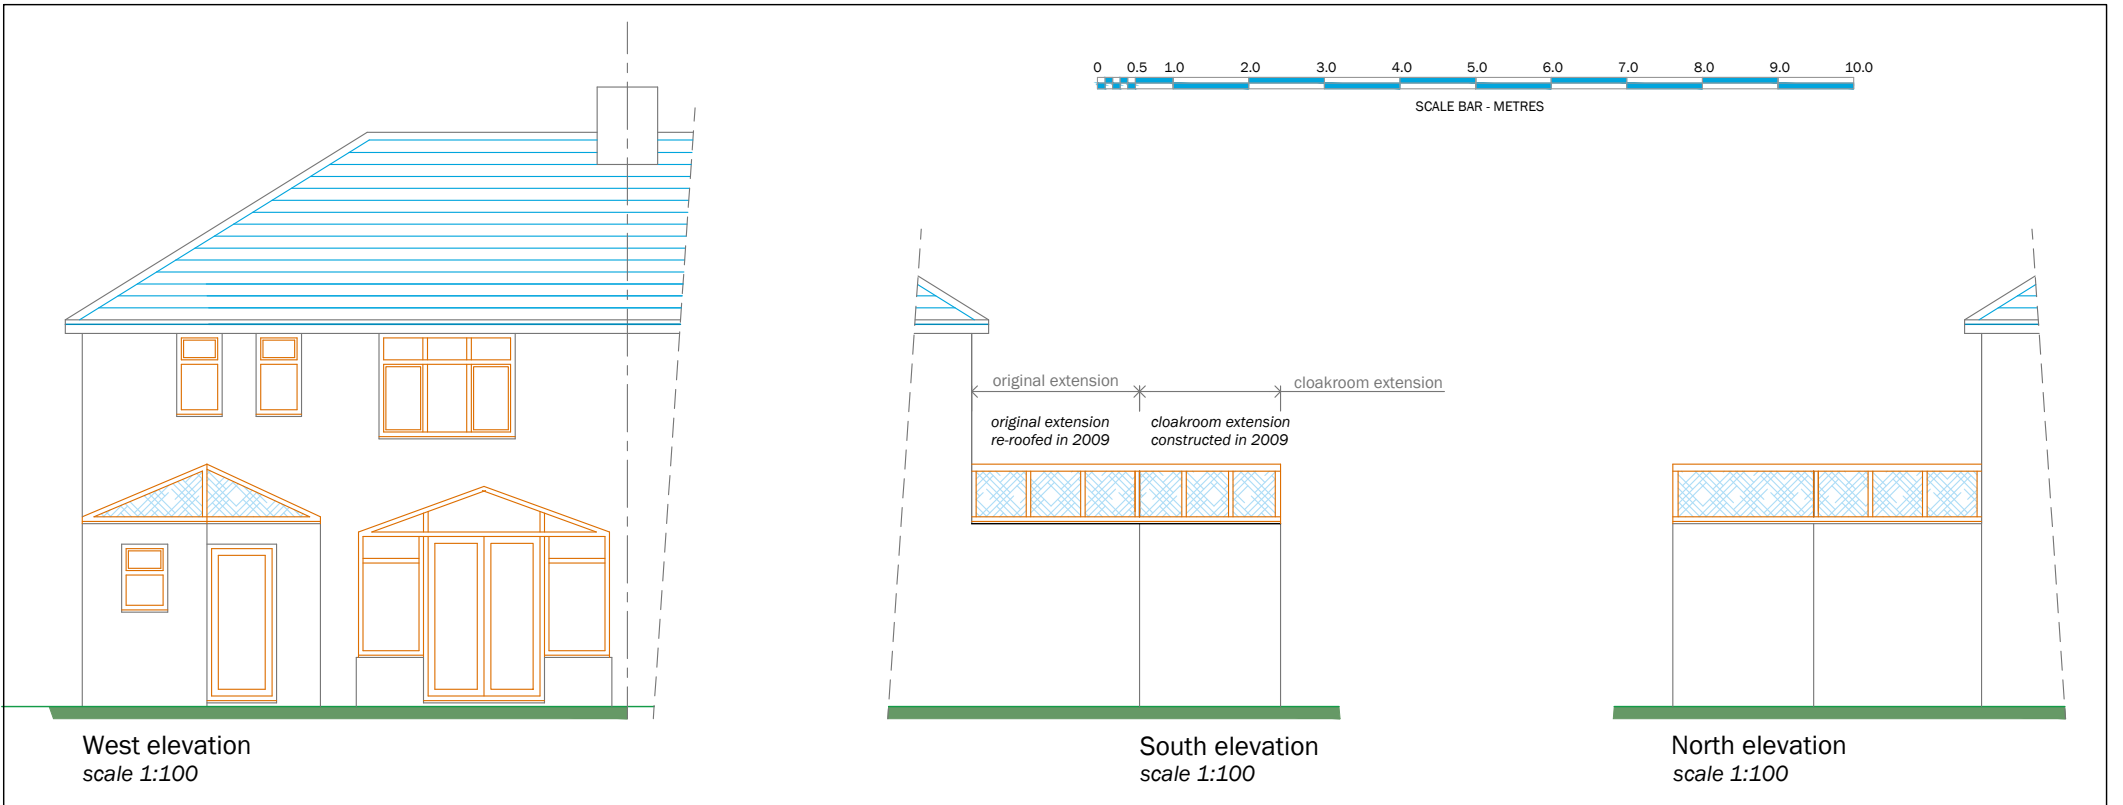 0 0.5 1.0 2.0 3.0 4.0 5.0 6.0 7.0 8.0 9.0 10.0
SCALE BAR - METRES
original extension
cloakroom extension
original extension
re-roofed in 2009
cloakroom extension
constructed in 2009
West elevation
scale 1:100
South elevation
scale 1:100
North elevation
scale 1:100